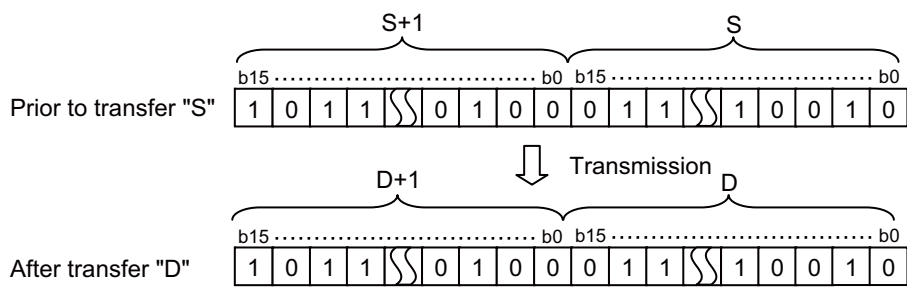 S+1 S
b15 ........................................ b0 b15 ........................................ b0
Prior to transfer "S" 1 0 1 1 0 1 0 0 0 1 1 1 0 0 1 0
Transmission
D+1 D
b15 ........................................ b0 b15 ........................................ b0
After transfer "D" 1 0 1 1 0 1 0 0 0 1 1 1 0 0 1 0